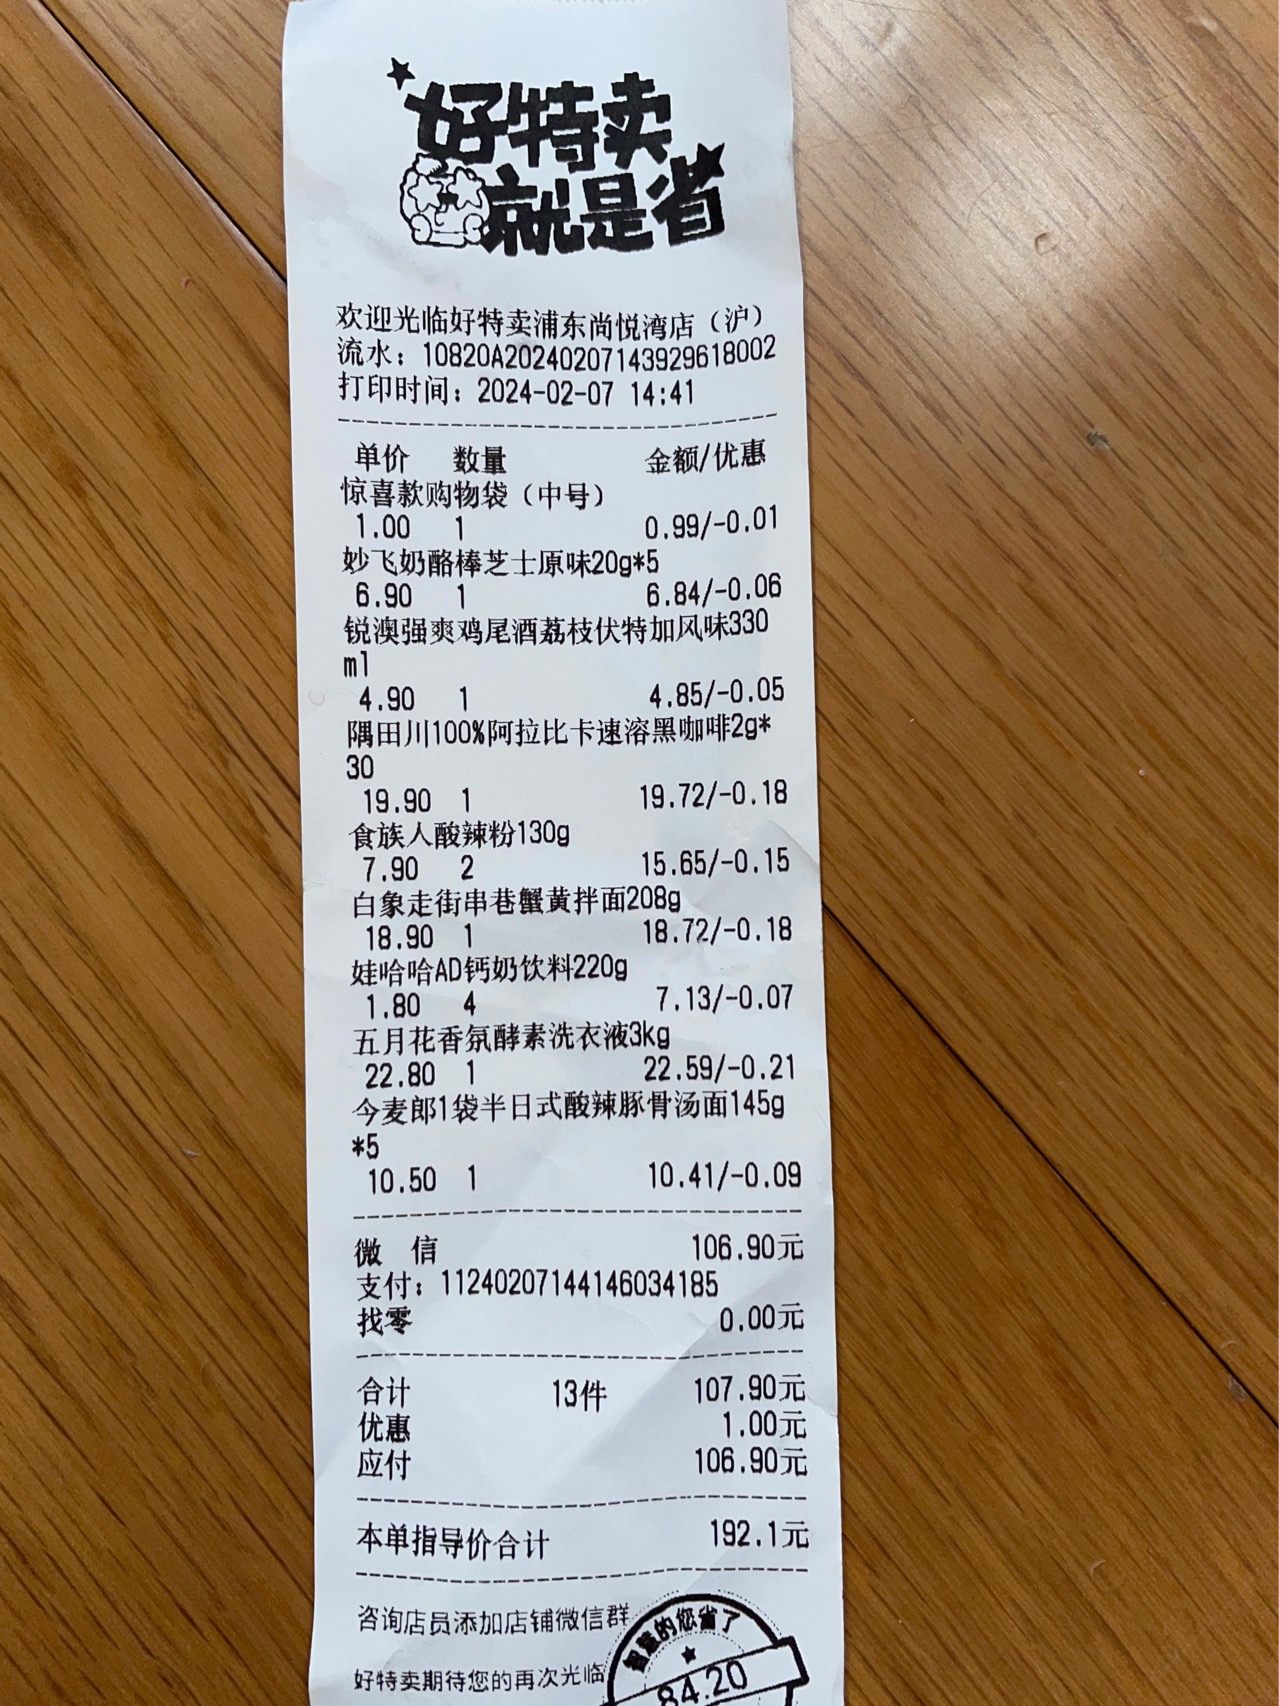 好特卖
就是省
欢迎光临好特卖浦东尚悦湾店（沪）
流水：10820A20240207143929618002
打印时间：2024-02-07 14:41
单价 数量 金额/优惠
惊喜款购物袋（中号）
1.00 1 0.99/-0.01
妙飞奶酪棒芝士原味20g*5
6.90 1 6.84/-0.06
锐澳强爽鸡尾酒荔枝伏特加风味330
ml
4.90 1 4.85/-0.05
隅田川100%阿拉比卡速溶黑咖啡2g*
30
19.90 1 19.72/-0.18
食族人酸辣粉130g
7.90 2 15.65/-0.15
白象走街串巷蟹黄拌面208g
18.90 1 18.72/-0.18
娃哈哈AD钙奶饮料220g
1.80 4 7.13/-0.07
五月花香氛酵素洗衣液3kg
22.80 1 22.59/-0.21
今麦郎1袋半日式酸辣豚骨汤面145g
*5
10.50 1 10.41/-0.09
微 信 106.90元
支付：11240207144146034185
找零 0.00元
合计 13件 107.90元
优惠 1.00元
应付 106.90元
本单指导价合计 192.1元
咨询店员添加店铺微信群
好特卖期待您的再次光临
智慧的您省了
84.20